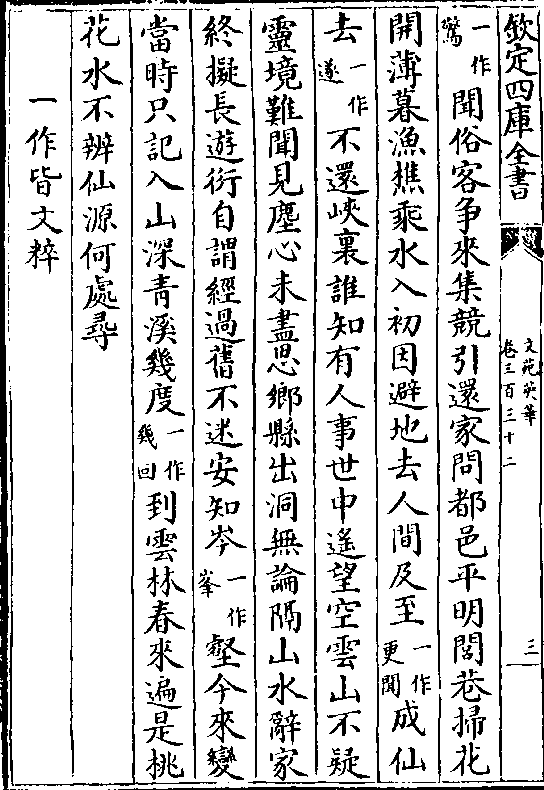 欽定四庫全書
文苑英華
卷三百三十二
三
一作驚聞俗客争來集競引還家問都邑平明閭巷掃花
開薄暮漁樵乘水入初因避地去人間及至一作更聞成仙
去一作遂不還峽裏誰知有人事世中遙望空雲山不疑
靈境難聞見塵心未盡思鄉縣出洞無論隔山水辭家
終擬長遊衍自謂經過舊不迷安知岑一作峯壑今來變
當時只記入山深青溪幾度一作幾回到雲林春來遍是桃
花水不辨仙源何處尋
一作皆文粹